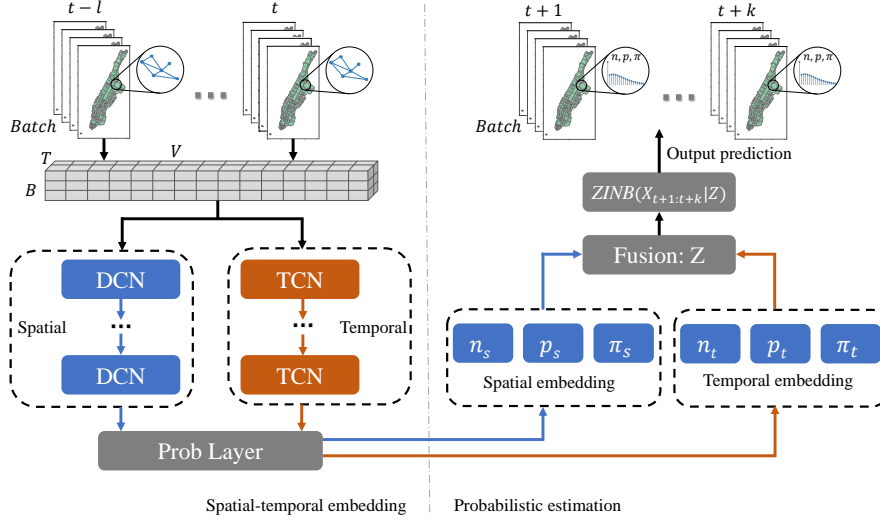 t − l
t
Batch
T
V
B
DCN
TCN
Spatial
Temporal
DCN
TCN
Prob Layer
Spatial-temporal embedding
t + 1
t + k
n, p, π
n, p, π
Batch
Output prediction
ZINB(X_{t+1:t+k}|Z)
Fusion: Z
n_s p_s π_s
Spatial embedding
n_t p_t π_t
Temporal embedding
Probabilistic estimation